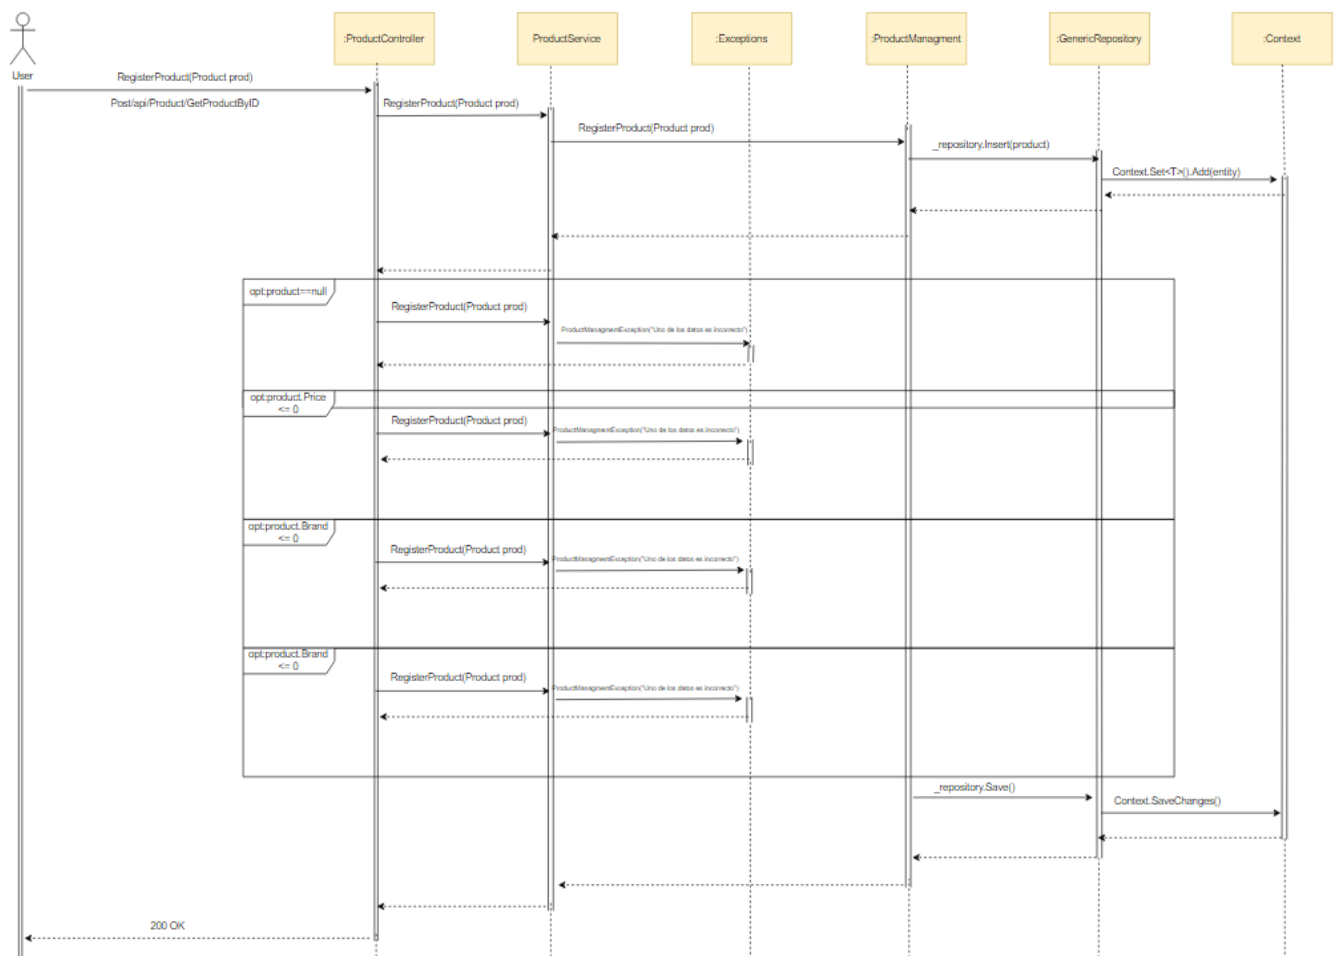 :ProductController
ProductService
:Exceptions
:ProductManagment
:GenericRepository
:Context
User
RegisterProduct(Product prod)
Post/api/Product/GetProductByID
RegisterProduct(Product prod)
RegisterProduct(Product prod)
_repository.Insert(product)
Context.Set<T>().Add(entity)
opt:product==null
RegisterProduct(Product prod)
ProductManagmentException("Uno de los datos es incorrecto")
opt:product.Price
<= 0
RegisterProduct(Product prod)
ProductManagmentException("Uno de los datos es incorrecto")
opt:product.Brand
<= 0
RegisterProduct(Product prod)
ProductManagmentException("Uno de los datos es incorrecto")
opt:product.Brand
<= 0
RegisterProduct(Product prod)
ProductManagmentException("Uno de los datos es incorrecto")
_repository.Save()
Context.SaveChanges()
200 OK